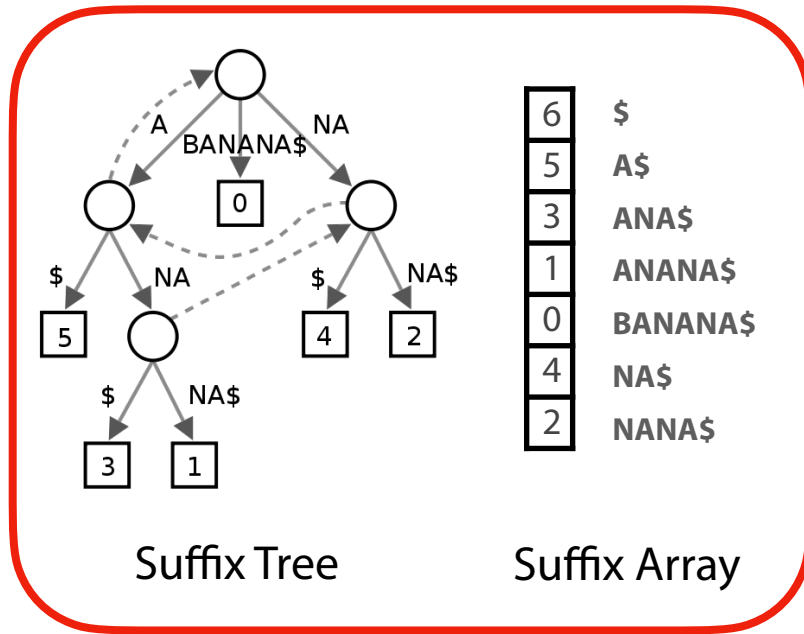 A
BANANA$
NA
0
$
NA
$
NA$
5
4
2
$
NA$
3
1
Suffix Tree
6 $
5 A$
3 ANA$
1 ANANA$
0 BANANA$
4 NA$
2 NANA$
Suffix Array